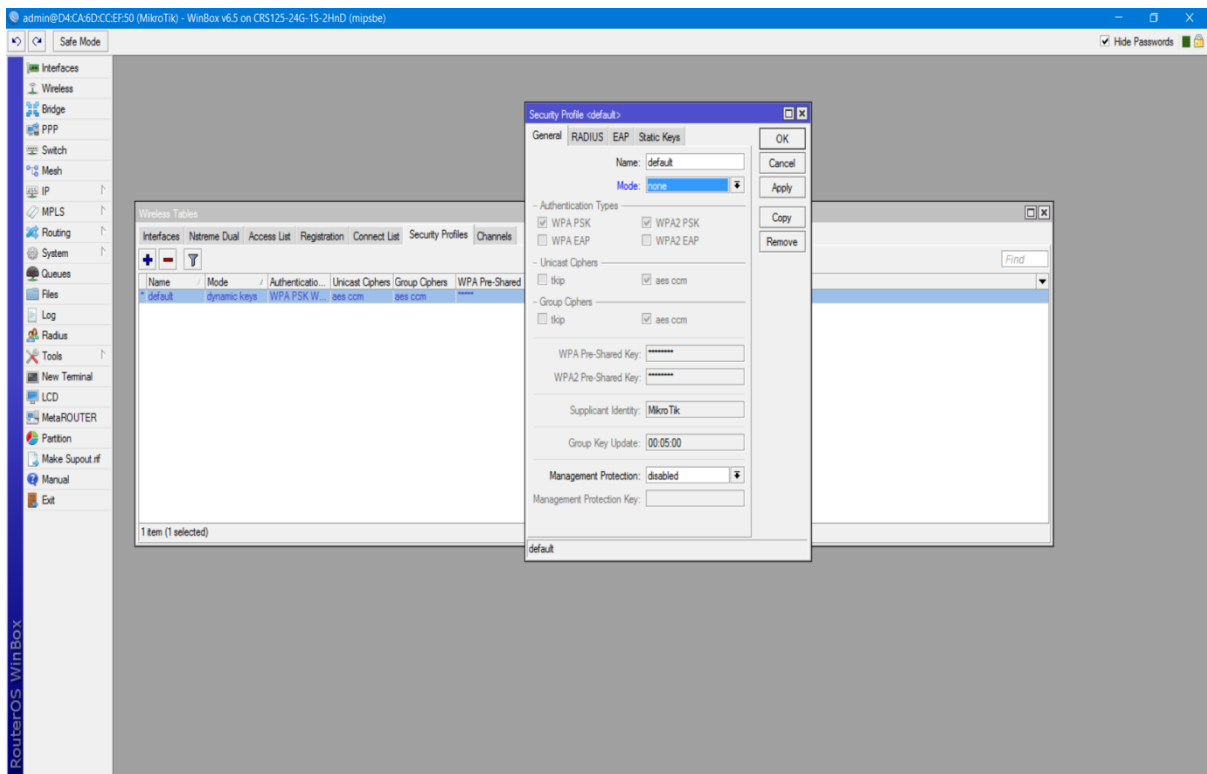 admin@D4:CA:6D:CC:EF:50 (MikroTik) - WinBox v6.5 on CRS125-24G-1S-2HnD (mipsbe)
Safe Mode
Hide Passwords
Interfaces
Wireless
Bridge
PPP
Switch
Mesh
IP
MPLS
Routing
System
Queues
Files
Log
Radius
Tools
New Terminal
LCD
MetaROUTER
Partition
Make Supout.rif
Manual
Exit
RouterOS WinBox
Wireless Tables
Interfaces Nstreme Dual Access List Registration Connect List Security Profiles Channels
Find
Name Mode Authenticatio... Unicast Ciphers Group Ciphers WPA Pre-Shared
* default dynamic keys WPA PSK W... aes ccm aes ccm *****
1 item (1 selected)
Security Profile <default>
General RADIUS EAP Static Keys
OK
Cancel
Apply
Copy
Remove
Name: default
Mode: none
- Authentication Types
WPA PSK WPA2 PSK
WPA EAP WPA2 EAP
- Unicast Ciphers
tkip aes ccm
- Group Ciphers
tkip aes ccm
WPA Pre-Shared Key: ********
WPA2 Pre-Shared Key: ********
Supplicant Identity: MikroTik
Group Key Update: 00:05:00
Management Protection: disabled
Management Protection Key:
default